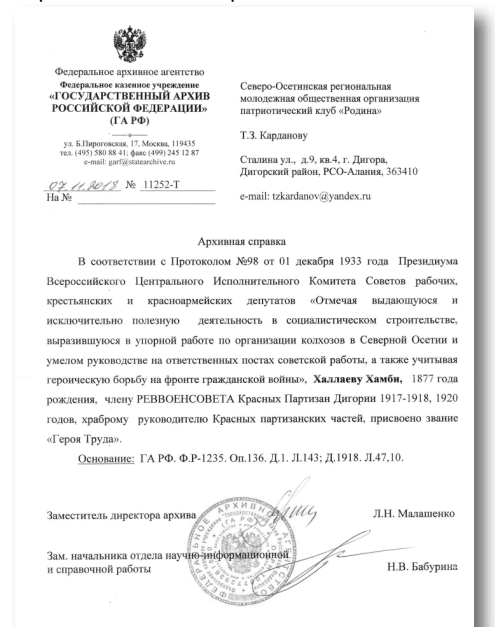 Федеральное архивное агентство
Федеральное казенное учреждение
«ГОСУДАРСТВЕННЫЙ АРХИВ
РОССИЙСКОЙ ФЕДЕРАЦИИ»
(ГА РФ)
ул. Б.Пироговская, 17, Москва, 119435
тел. (495) 580 88 41; факс (499) 245 12 87
e-mail: garf@statearchive.ru
07.11.2018 № 11252-Т
На №
Северо-Осетинская региональная
молодежная общественная организация
патриотический клуб «Родина»
Т.З. Карданову
Сталина ул., д.9, кв.4, г. Дигора,
Дигорский район, РСО-Алания, 363410
e-mail: tzkardanov@yandex.ru
Архивная справка
В соответствии с Протоколом №98 от 01 декабря 1933 года Президиума
Всероссийского Центрального Исполнительного Комитета Советов рабочих,
крестьянских и красноармейских депутатов «Отмечая выдающуюся и
исключительно полезную деятельность в социалистическом строительстве,
выразившуюся в упорной работе по организации колхозов в Северной Осетии и
умелом руководстве на ответственных постах советской работы, а также учитывая
героическую борьбу на фронте гражданской войны», Халлаеву Хамби, 1877 года
рождения, члену РЕВВОЕНСОВЕТА Красных Партизан Дигории 1917-1918, 1920
годов, храброму руководителю Красных партизанских частей, присвоено звание
«Героя Труда».
Основание: ГА РФ. Ф.Р-1235. Оп.136. Д.1. Л.143; Д.1918. Л.47,10.
Заместитель директора архива
Л.Н. Малашенко
Зам. начальника отдела научно-информационной
и справочной работы
Н.В. Бабурина